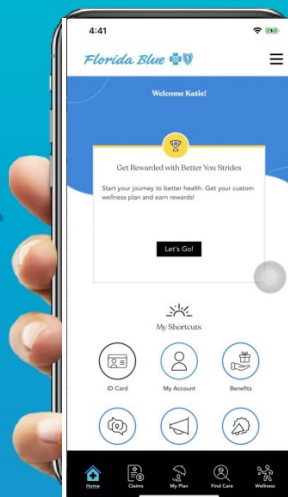 4:41
Florida Blue
Welcome Katie!
Get Rewarded with Better You Strides
Start your journey to better health. Get your custom
wellness plan and earn rewards!
Let's Go!
My Shortcuts
ID Card
My Account
Benefits
Home
Claims
My Plan
Find Care
Wellness